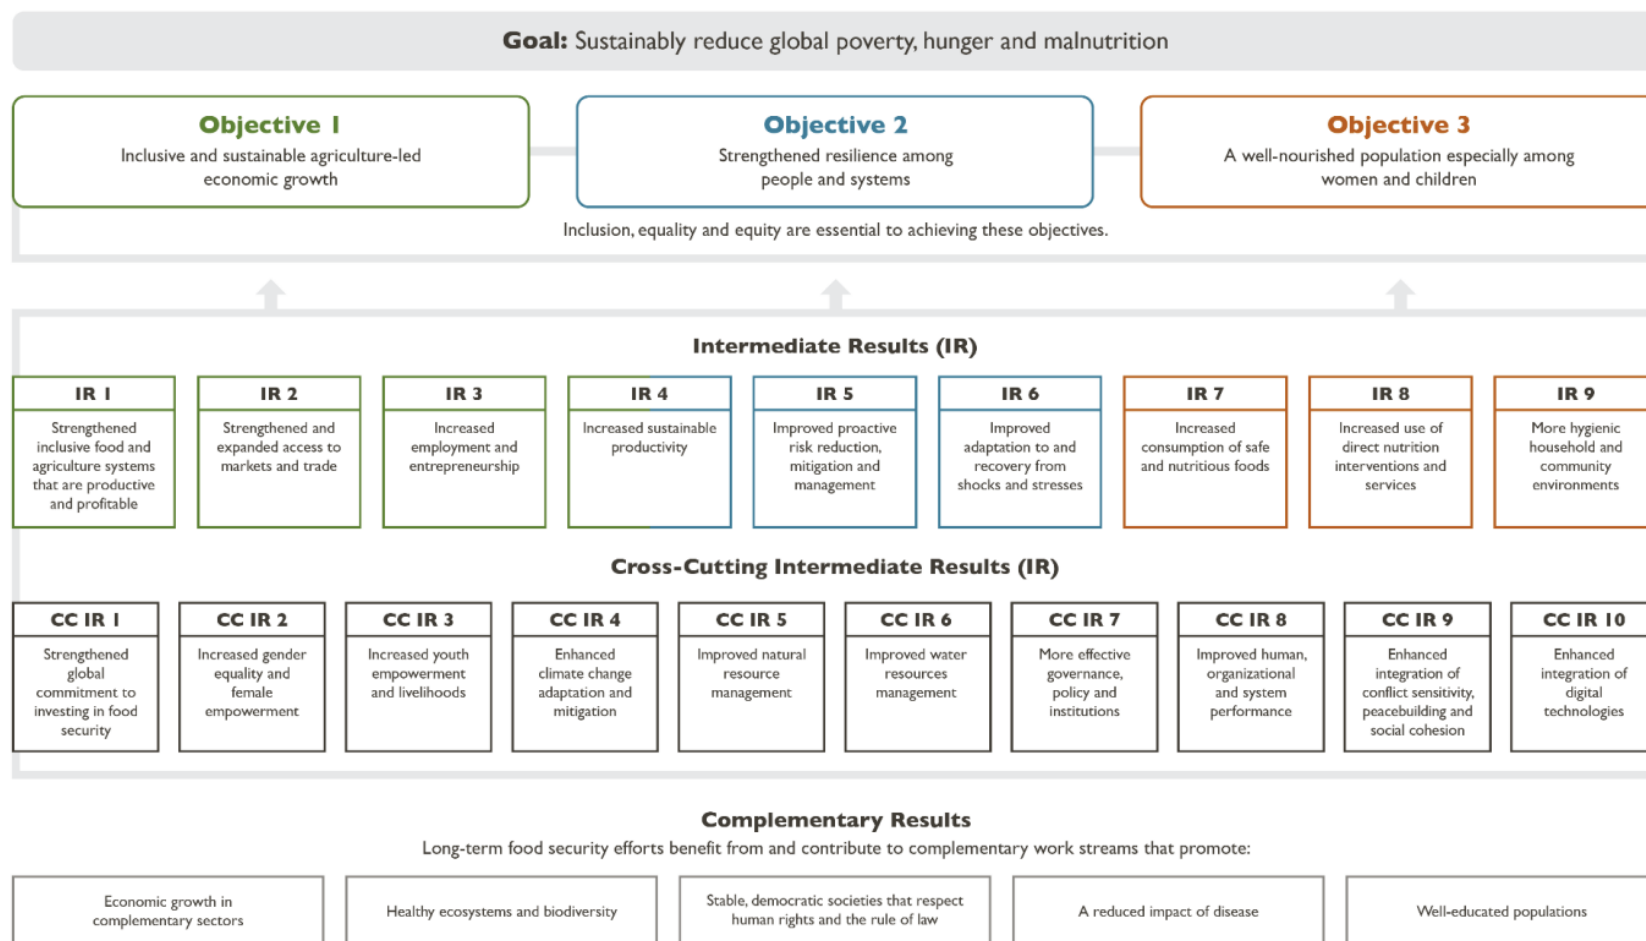 Goal: Sustainably reduce global poverty, hunger and malnutrition
Objective 1
Inclusive and sustainable agriculture-led
economic growth
Objective 2
Strengthened resilience among
people and systems
Objective 3
A well-nourished population especially among
women and children
Inclusion, equality and equity are essential to achieving these objectives.
Intermediate Results (IR)
IR 1
Strengthened
inclusive food and
agriculture systems
that are productive
and profitable
IR 2
Strengthened and
expanded access to
markets and trade
IR 3
Increased
employment and
entrepreneurship
IR 4
Increased sustainable
productivity
IR 5
Improved proactive
risk reduction,
mitigation and
management
IR 6
Improved
adaptation to and
recovery from
shocks and stresses
IR 7
Increased
consumption of safe
and nutritious foods
IR 8
Increased use of
direct nutrition
interventions and
services
IR 9
More hygienic
household and
community
environments
Cross-Cutting Intermediate Results (IR)
CC IR 1
Strengthened
global
commitment to
investing in food
security
CC IR 2
Increased gender
equality and
female
empowerment
CC IR 3
Increased youth
empowerment
and livelihoods
CC IR 4
Enhanced
climate change
adaptation and
mitigation
CC IR 5
Improved natural
resource
management
CC IR 6
Improved water
resources
management
CC IR 7
More effective
governance,
policy and
institutions
CC IR 8
Improved human,
organizational
and system
performance
CC IR 9
Enhanced
integration of
conflict sensitivity,
peacebuilding and
social cohesion
CC IR 10
Enhanced
integration of
digital
technologies
Complementary Results
Long-term food security efforts benefit from and contribute to complementary work streams that promote:
Economic growth in
complementary sectors
Healthy ecosystems and biodiversity
Stable, democratic societies that respect
human rights and the rule of law
A reduced impact of disease
Well-educated populations